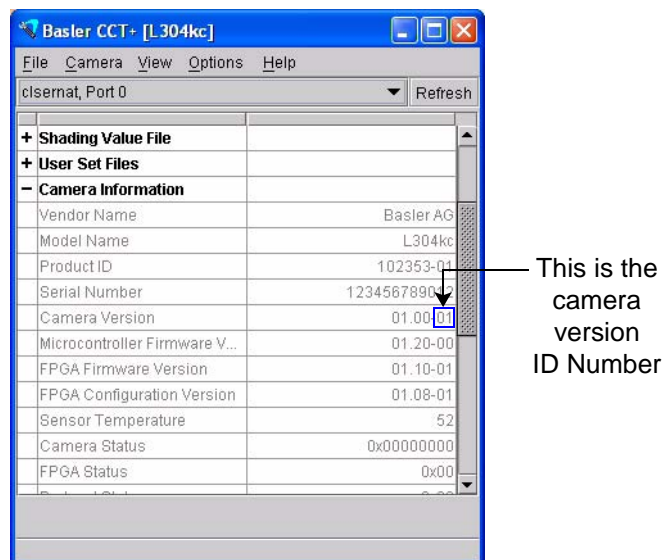 Basler CCT+ [L304kc]
File Camera View Options Help
clsernat, Port 0 Refresh
+ Shading Value File
+ User Set Files
− Camera Information
Vendor Name Basler AG
Model Name L304kc
Product ID 102353-01
Serial Number 123456789012
Camera Version 01.00-01
Microcontroller Firmware V...  01.20-00
FPGA Firmware Version 01.10-01
FPGA Configuration Version 01.08-01
Sensor Temperature 52
Camera Status 0x00000000
FPGA Status 0x00
This is the
camera
version
ID Number